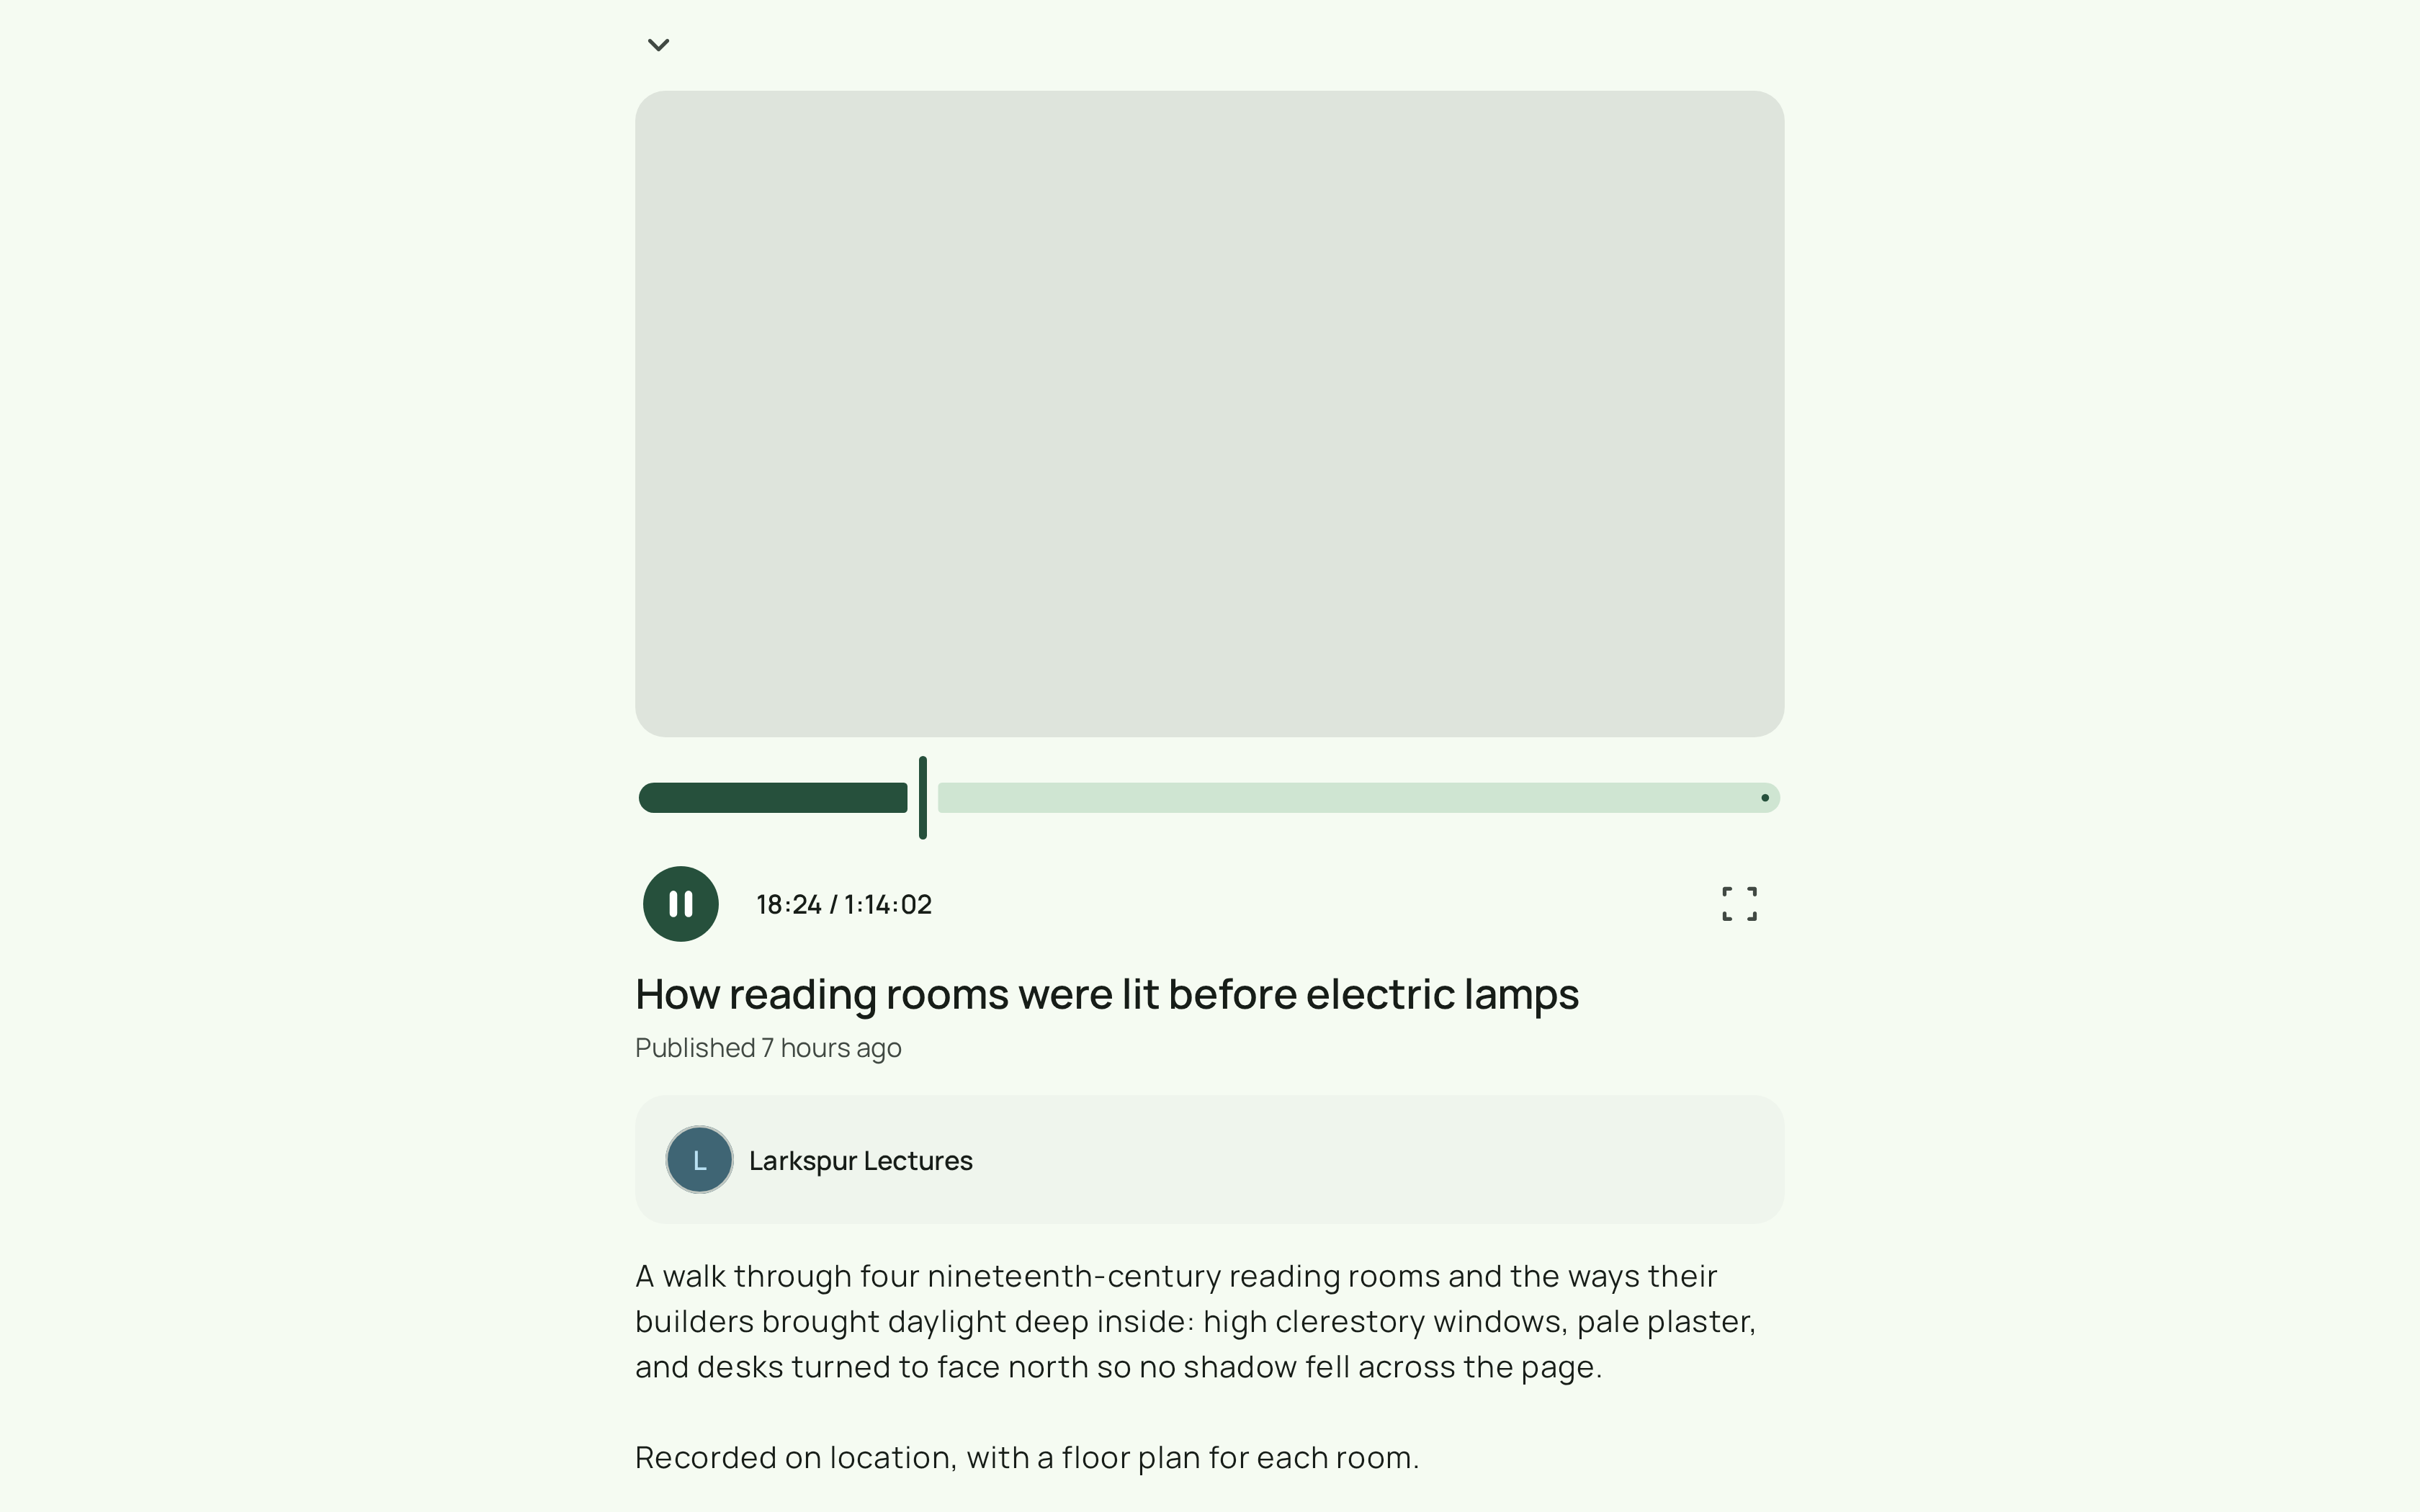 18:24 / 1:14:02
How reading rooms were lit before electric lamps
Published 7 hours ago
L
Larkspur Lectures
A walk through four nineteenth-century reading rooms and the ways their
builders brought daylight deep inside: high clerestory windows, pale plaster,
and desks turned to face north so no shadow fell across the page.
Recorded on location, with a floor plan for each room.